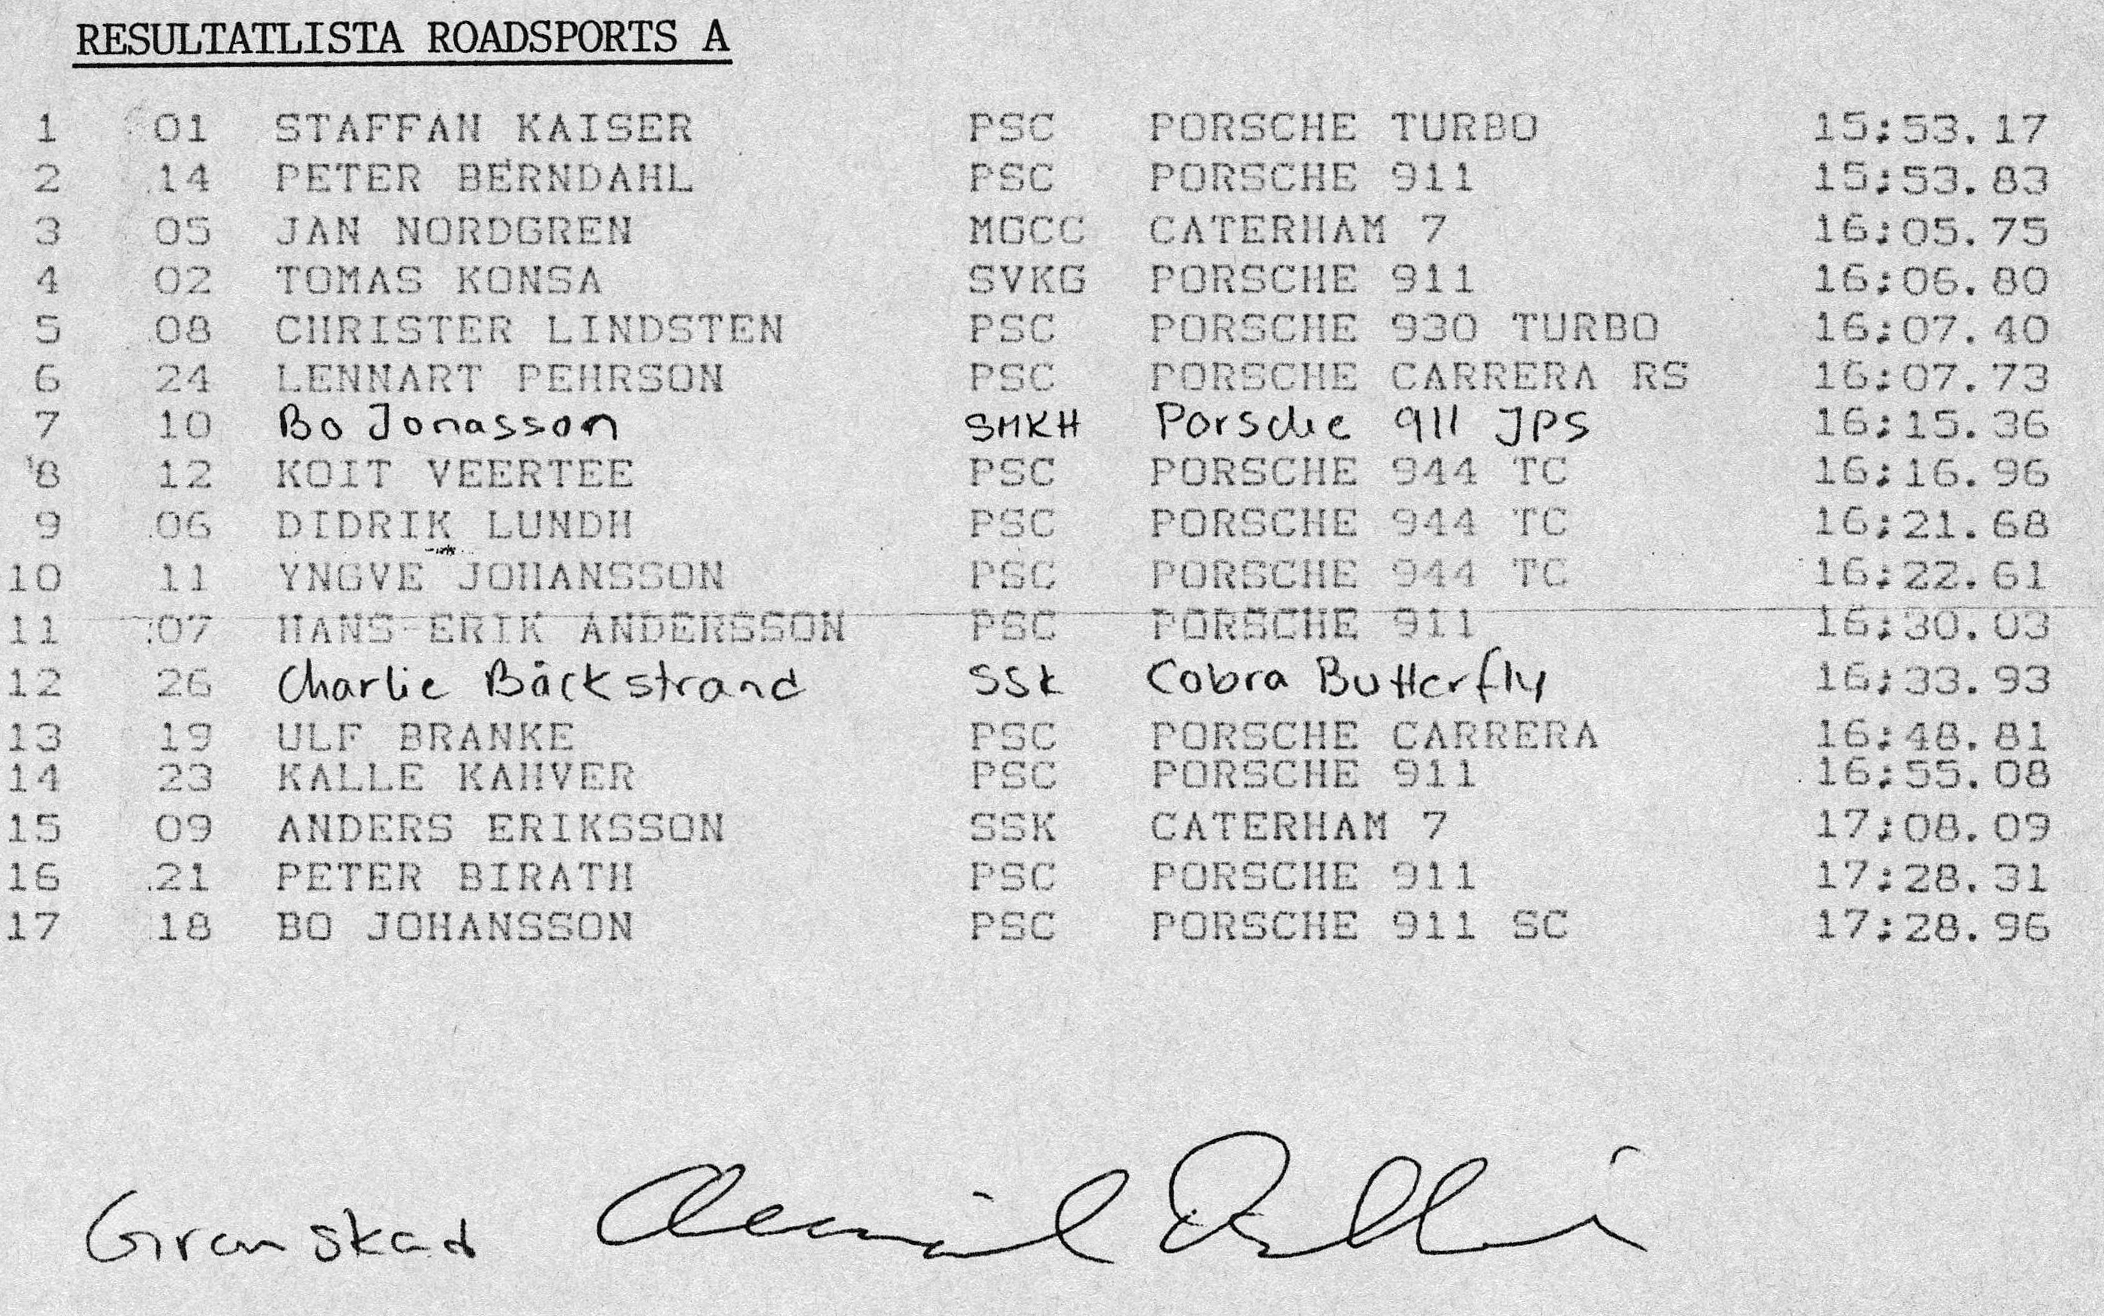 RESULTATLISTA ROADSPORTS A
1 01 STAFFAN KAISER PSC PORSCHE TURBO 15:53.17
2 14 PETER BERNDAHL PSC PORSCHE 911 15:53.83
3 05 JAN NORDGREN MGCC CATERHAM 7 16:05.75
4 02 TOMAS KONSA SVKG PORSCHE 911 16:06.80
5 08 CHRISTER LINDSTEN PSC PORSCHE 930 TURBO 16:07.40
6 24 LENNART PEHRSON PSC PORSCHE CARRERA RS 16:07.73
7 10 Bo Jonasson SMKH Porsche 911 JPS 16:15.36
8 12 KOIT VEERTEE PSC PORSCHE 944 TC 16:16.96
9 06 DIDRIK LUNDH PSC PORSCHE 944 TC 16:21.68
10 11 YNGVE JOHANSSON PSC PORSCHE 944 TC 16:22.61
11 07 HANS-ERIK ANDERSSON PSC PORSCHE 911 16:30.03
12 26 Charlie Bäckstrand SSK Cobra Butterfly 16:33.93
13 19 ULF BRANKE PSC PORSCHE CARRERA 16:48.81
14 23 KALLE KAHVER PSC PORSCHE 911 16:55.08
15 09 ANDERS ERIKSSON SSK CATERHAM 7 17:08.09
16 21 PETER BIRATH PSC PORSCHE 911 17:28.31
17 18 BO JOHANSSON PSC PORSCHE 911 SC 17:28.96
Granskad